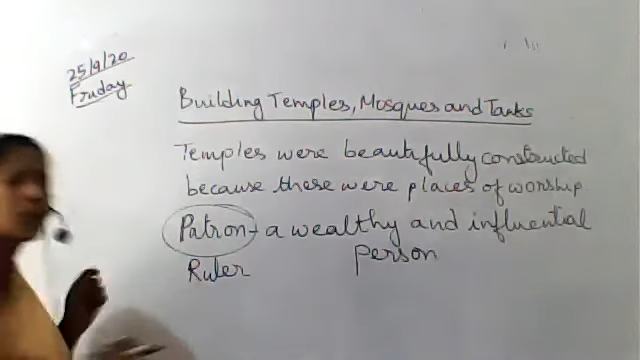 25/9/20
Friday
Building Temples, Mosques and Tanks
Temples were beautifully constructed
because these were places of worship
Patron - a wealthy and influential
person
Ruler